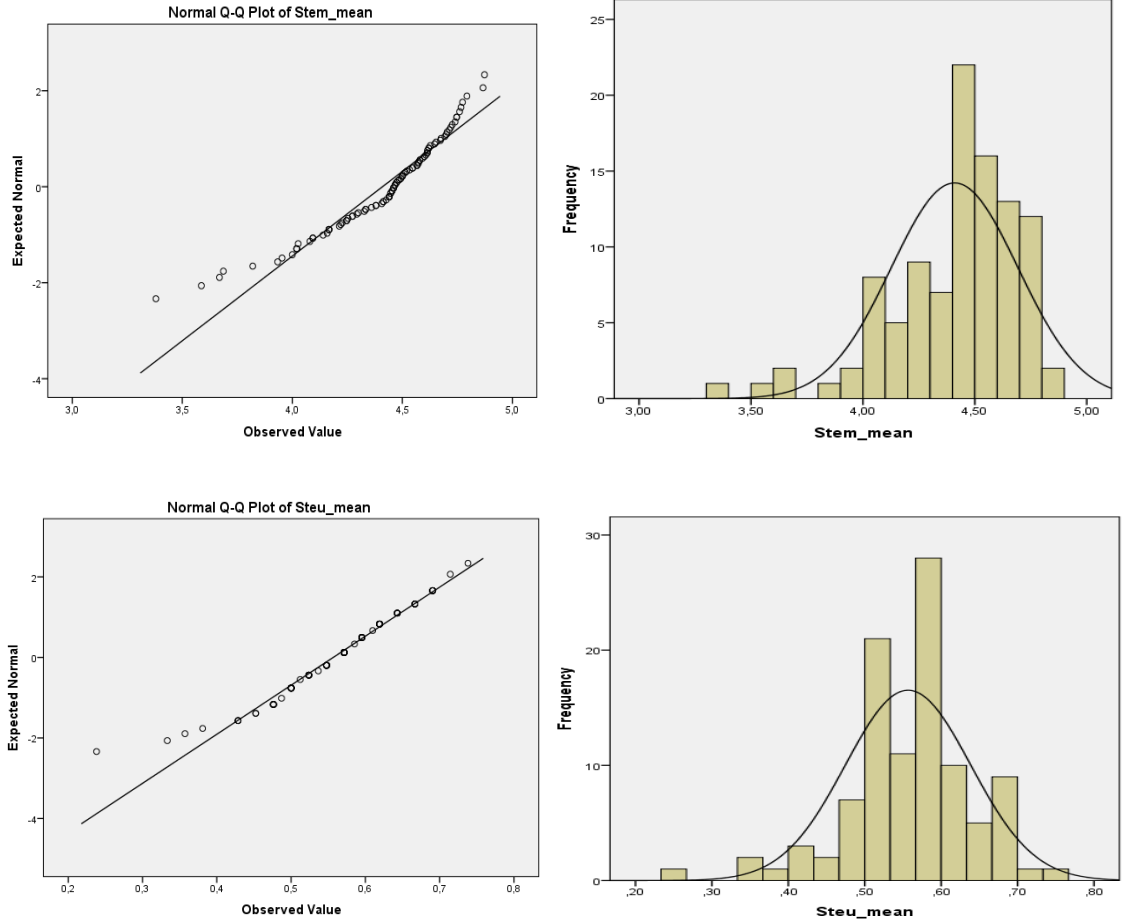 Normal Q-Q Plot of Stem_mean
Expected Normal
2
0
-2
-4
3,0 3,5 4,0 4,5 5,0
Observed Value
Frequency
25
20
15
10
5
0
3,00 3,50 4,00 4,50 5,00
Stem_mean
Normal Q-Q Plot of Steu_mean
Expected Normal
2
0
-2
-4
0,2 0,3 0,4 0,5 0,6 0,7 0,8
Observed Value
Frequency
30
20
10
0
,20 ,30 ,40 ,50 ,60 ,70 ,80
Steu_mean